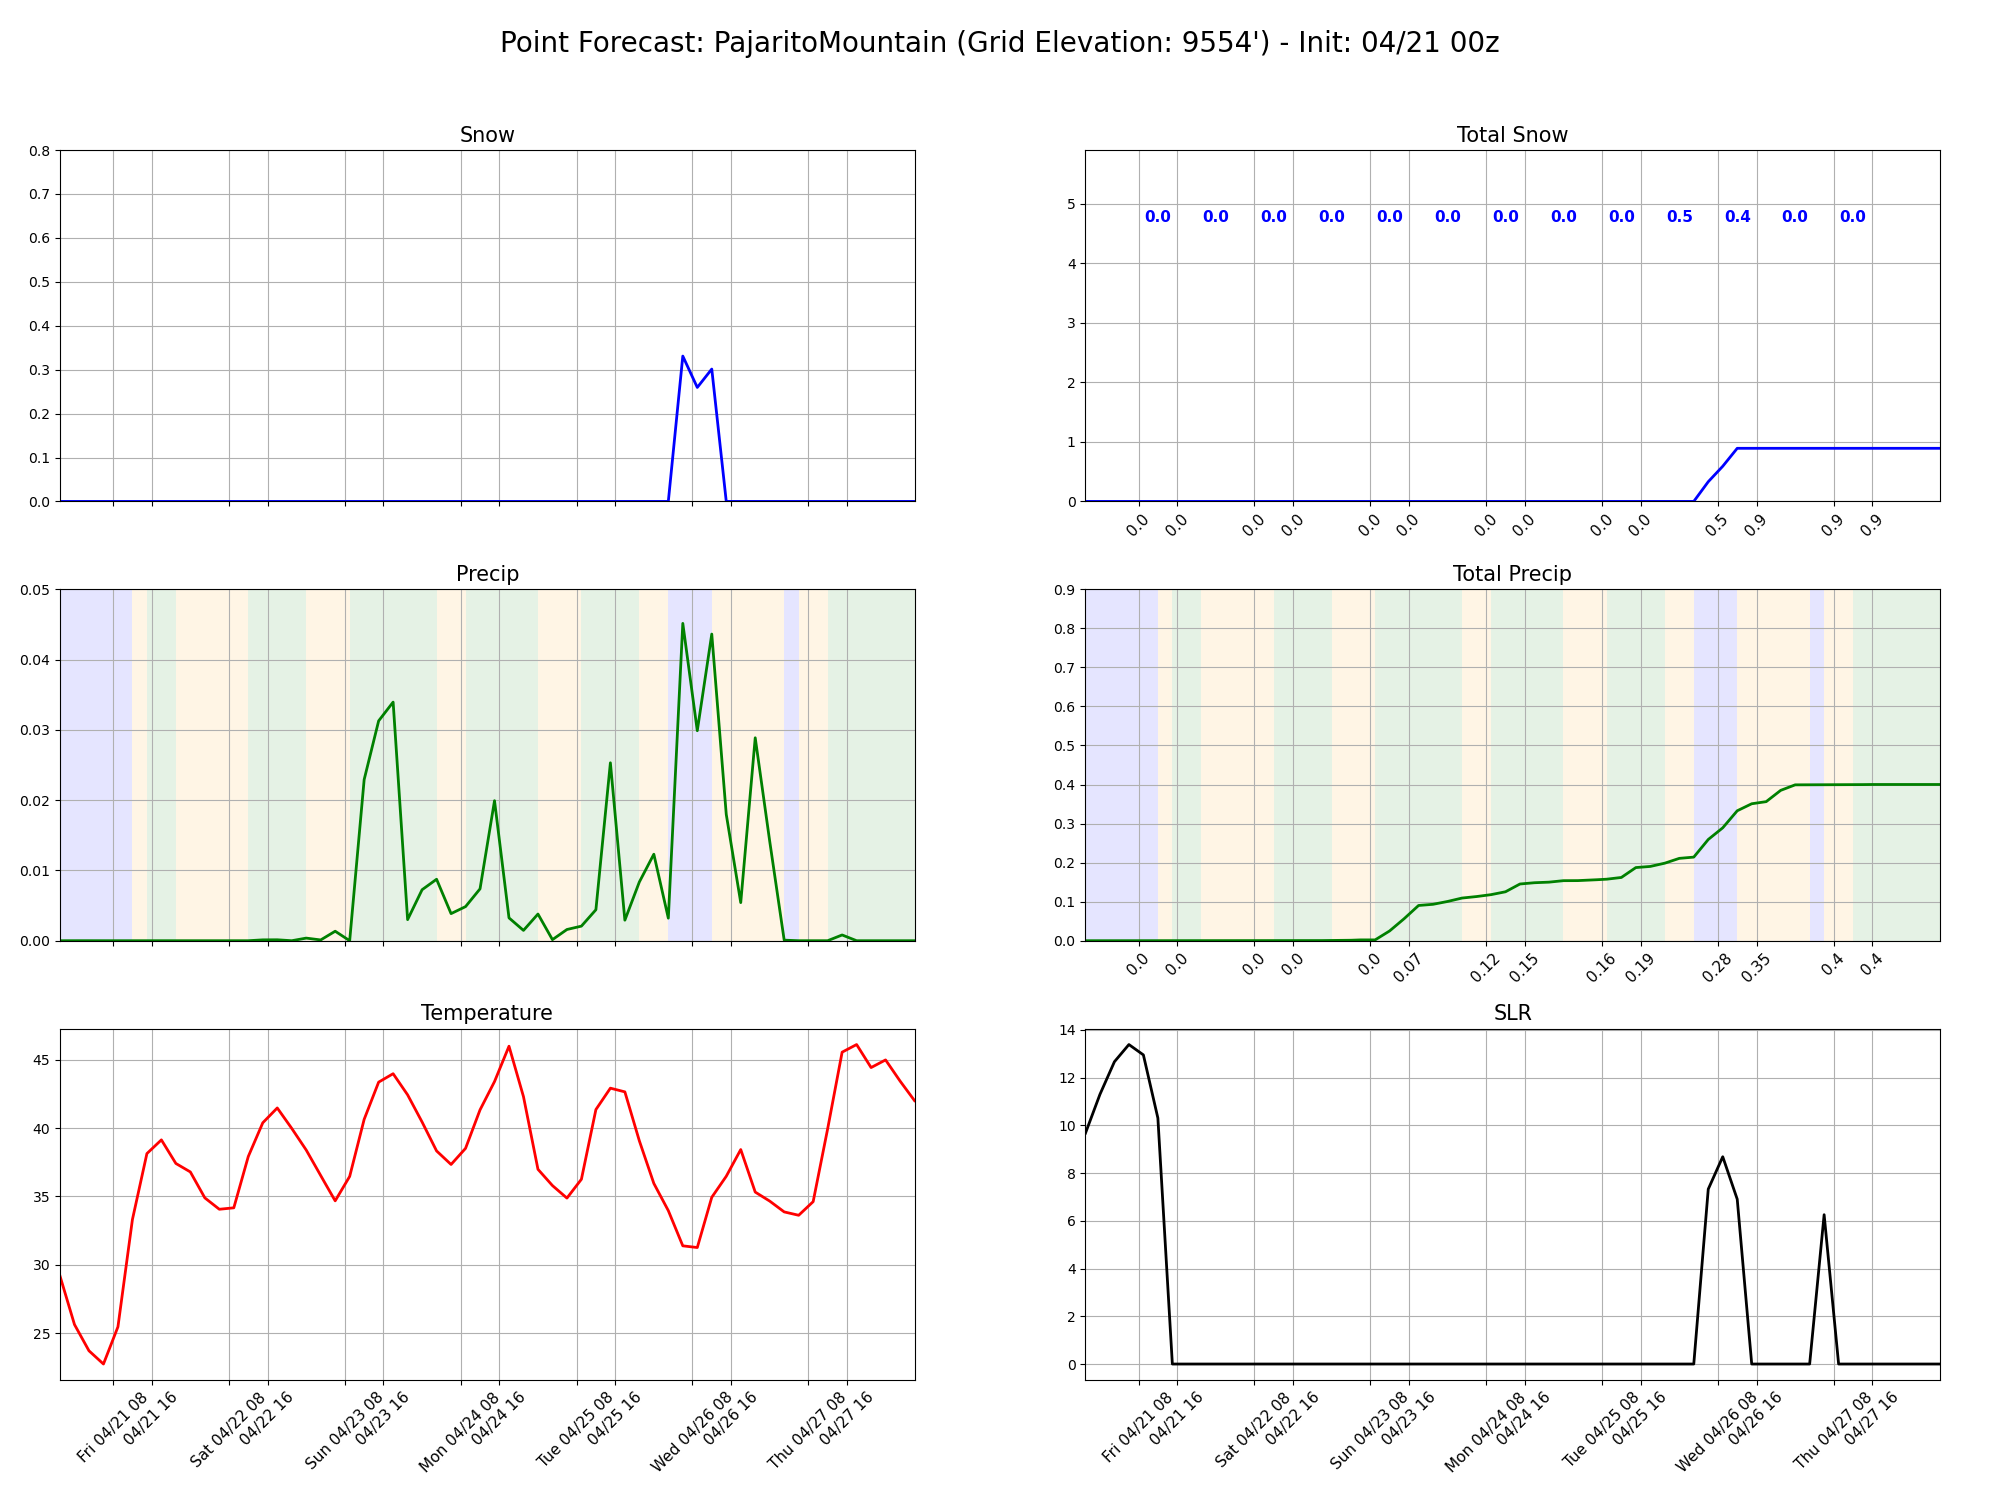 Point Forecast: PajaritoMountain (Grid Elevation: 9554') - Init: 04/21 00z
Snow
0.8
0.7
0.6
0.5
0.4
0.3
0.2
0.1
0.0
Total Snow
5
4
3
2
1
0
0.0 0.0 0.0 0.0 0.0 0.0 0.0 0.0 0.0 0.5 0.4 0.0 0.0
0.0 0.0 0.0 0.0 0.0 0.0 0.0 0.0 0.0 0.0 0.5 0.9 0.9 0.9
Precip
0.05
0.04
0.03
0.02
0.01
0.00
Total Precip
0.9
0.8
0.7
0.6
0.5
0.4
0.3
0.2
0.1
0.0
0.0 0.0 0.0 0.0 0.0 0.07 0.12 0.15 0.16 0.19 0.28 0.35 0.4 0.4
Temperature
45
40
35
30
25
Fri 04/21 08
04/21 16
Sat 04/22 08
04/22 16
Sun 04/23 08
04/23 16
Mon 04/24 08
04/24 16
Tue 04/25 08
04/25 16
Wed 04/26 08
04/26 16
Thu 04/27 08
04/27 16
SLR
14
12
10
8
6
4
2
0
Fri 04/21 08
04/21 16
Sat 04/22 08
04/22 16
Sun 04/23 08
04/23 16
Mon 04/24 08
04/24 16
Tue 04/25 08
04/25 16
Wed 04/26 08
04/26 16
Thu 04/27 08
04/27 16